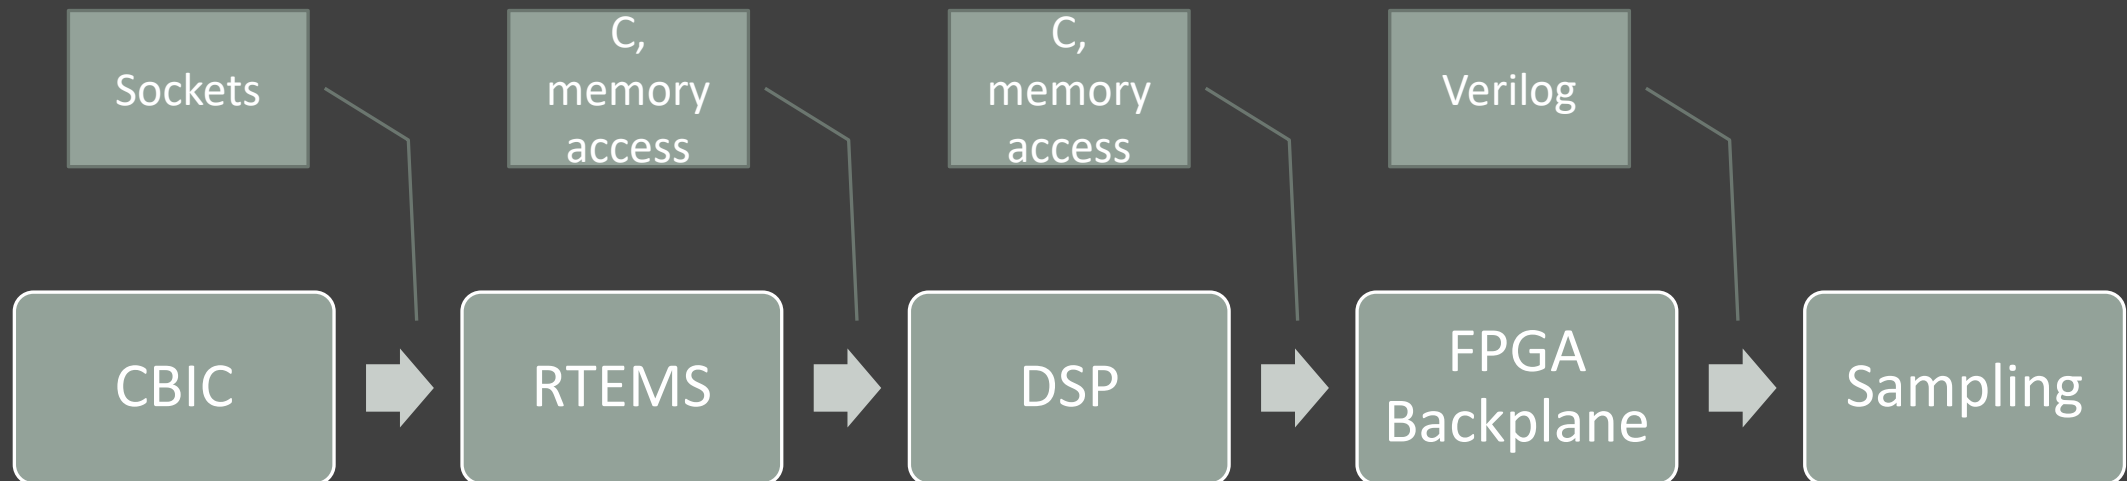 Sockets
C,
memory
access
C,
memory
access
Verilog
CBIC
RTEMS
DSP
FPGA
Backplane
Sampling